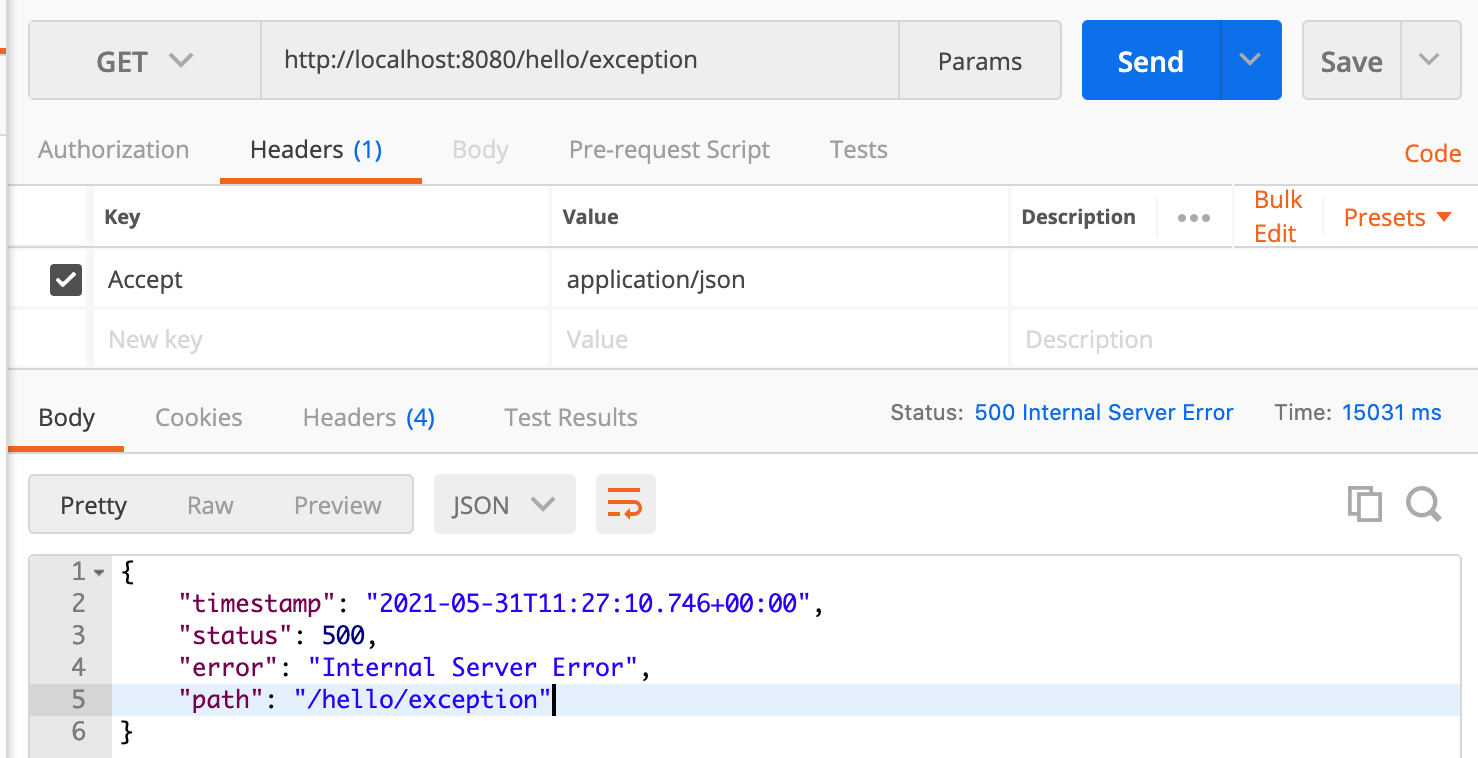 GET http://localhost:8080/hello/exception Params Send Save
Authorization Headers (1) Body Pre-request Script Tests Code
Key Value Description ••• Bulk Edit Presets
Accept application/json
New key Value Description
Body Cookies Headers (4) Test Results Status: 500 Internal Server Error Time: 15031 ms
Pretty Raw Preview JSON
1 {
2 "timestamp": "2021-05-31T11:27:10.746+00:00",
3 "status": 500,
4 "error": "Internal Server Error",
5 "path": "/hello/exception"
6 }